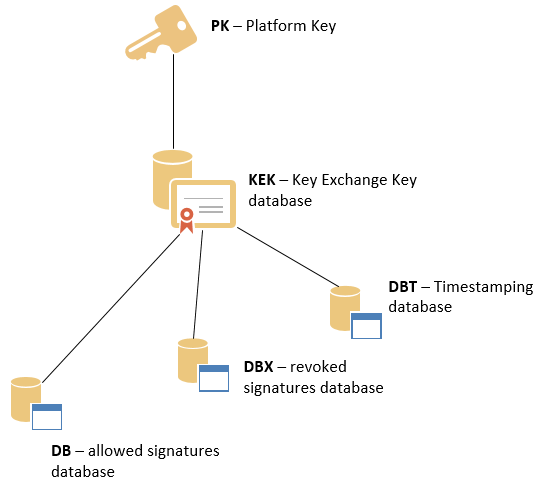 PK – Platform Key
KEK – Key Exchange Key
database
DBT – Timestamping
database
DBX – revoked
signatures database
DB – allowed signatures
database